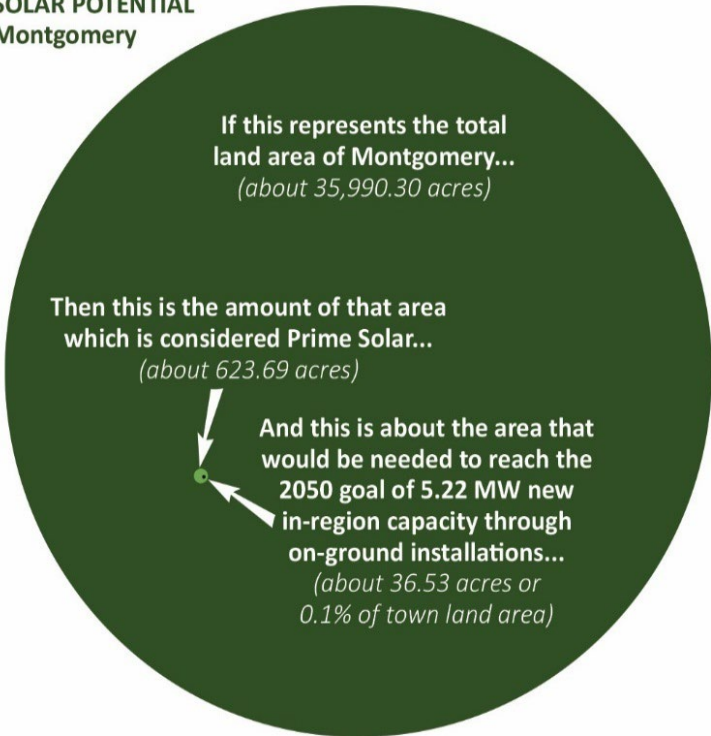 SOLAR POTENTIAL
Montgomery
If this represents the total
land area of Montgomery...
(about 35,990.30 acres)
Then this is the amount of that area
which is considered Prime Solar...
(about 623.69 acres)
And this is about the area that
would be needed to reach the
2050 goal of 5.22 MW new
in-region capacity through
on-ground installations...
(about 36.53 acres or
0.1% of town land area)